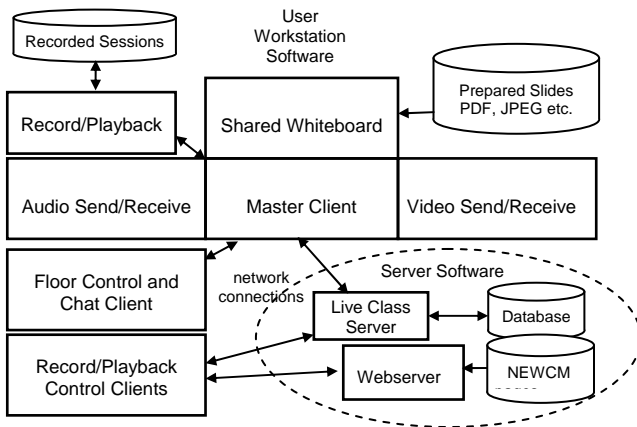 Recorded Sessions
User
Workstation
Software
Prepared Slides
PDF, JPEG etc.
Record/Playback
Shared Whiteboard
Audio Send/Receive
Master Client
Video Send/Receive
Floor Control and
Chat Client
network
connections
Server Software
Live Class
Server
Database
Record/Playback
Control Clients
Webserver
NEWCM